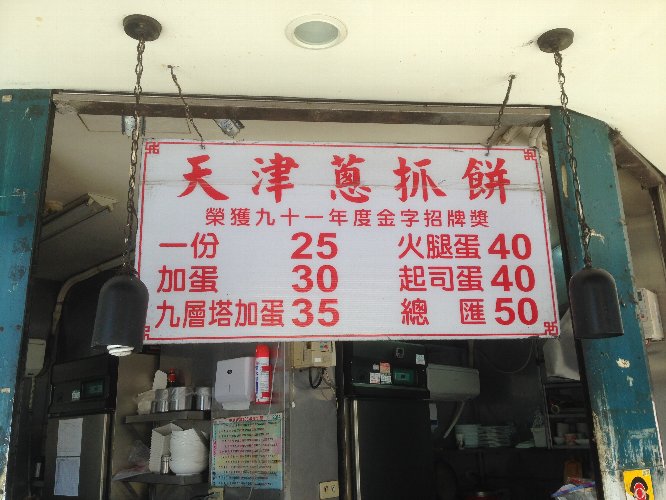 天津蔥抓餅
榮獲九十一年度金字招牌獎
一份 25 火腿蛋 40
加蛋 30 起司蛋 40
九層塔加蛋 35 總匯 50